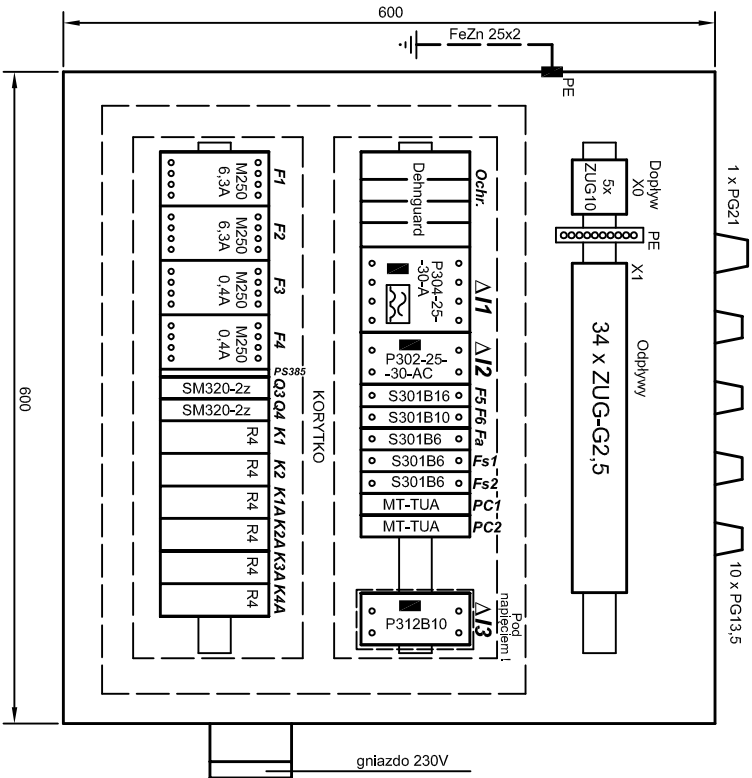 600
FeZn 25x2
PE
600
1 x PG21
10 x PG13,5
Dopływ
X0
5x
ZUG10
PE
X1
Odpływy
34 x ZUG-G2,5
Ochr.
Dehnguard
ΔI1
P304-25-
-30-A
ΔI2
P302-25-
-30-AC
F5
S301B16
F6
S301B10
Fa
S301B6
Fs1
S301B6
Fs2
S301B6
PC1
MT-TUA
PC2
MT-TUA
Pod
napięciem !
ΔI3
P312B10
KORYTKO
F1
M250
6,3A
F2
M250
6,3A
F3
M250
0,4A
F4
M250
0,4A
PS385
Q3
SM320-2z
Q4
SM320-2z
K1
R4
K2
R4
K1A
R4
K2A
R4
K3A
R4
K4A
R4
gniazdo 230V